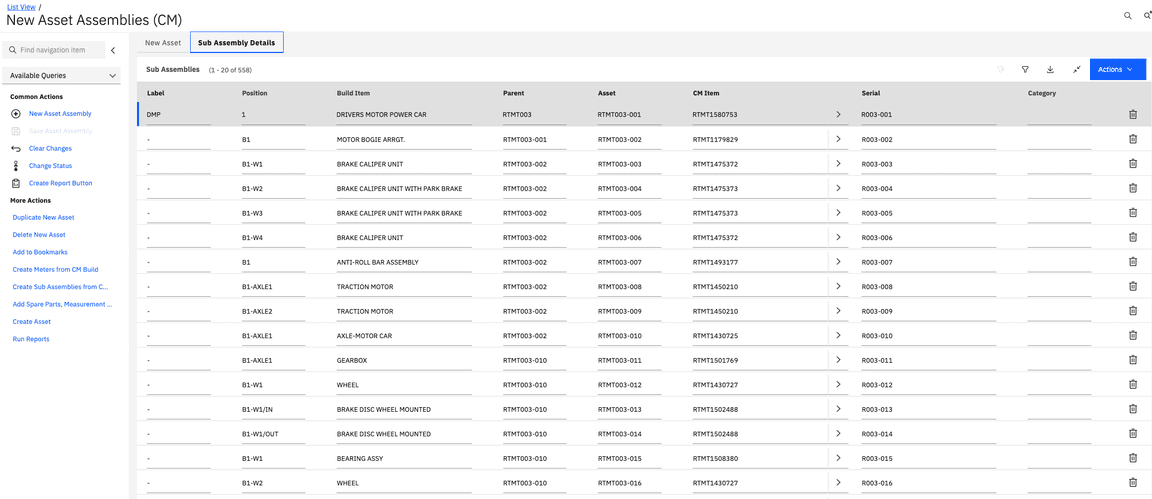 List View /
New Asset Assemblies (CM)
Find navigation item
Available Queries
Common Actions
New Asset Assembly
Save Asset Assembly
Clear Changes
Change Status
Create Report Button
More Actions
Duplicate New Asset
Delete New Asset
Add to Bookmarks
Create Meters from CM Build
Create Sub Assemblies from C...
Add Spare Parts, Measurement ...
Create Asset
Run Reports
New Asset Sub Assembly Details
Sub Assemblies (1 - 20 of 558) Actions
Label Position Build Item Parent Asset CM Item Serial Category
DMP 1 DRIVERS MOTOR POWER CAR RTMT003 RTMT003-001 RTMT1580753 R003-001
- B1 MOTOR BOGIE ARRGT. RTMT003-001 RTMT003-002 RTMT1179829 R003-002
- B1-W1 BRAKE CALIPER UNIT RTMT003-002 RTMT003-003 RTMT1475372 R003-003
- B1-W2 BRAKE CALIPER UNIT WITH PARK BRAKE RTMT003-002 RTMT003-004 RTMT1475373 R003-004
- B1-W3 BRAKE CALIPER UNIT WITH PARK BRAKE RTMT003-002 RTMT003-005 RTMT1475373 R003-005
- B1-W4 BRAKE CALIPER UNIT RTMT003-002 RTMT003-006 RTMT1475372 R003-006
- B1 ANTI-ROLL BAR ASSEMBLY RTMT003-002 RTMT003-007 RTMT1493177 R003-007
- B1-AXLE1 TRACTION MOTOR RTMT003-002 RTMT003-008 RTMT1450210 R003-008
- B1-AXLE2 TRACTION MOTOR RTMT003-002 RTMT003-009 RTMT1450210 R003-009
- B1-AXLE1 AXLE-MOTOR CAR RTMT003-002 RTMT003-010 RTMT1430725 R003-010
- B1-AXLE1 GEARBOX RTMT003-010 RTMT003-011 RTMT1501769 R003-011
- B1-W1 WHEEL RTMT003-010 RTMT003-012 RTMT1430727 R003-012
- B1-W1/IN BRAKE DISC WHEEL MOUNTED RTMT003-010 RTMT003-013 RTMT1502488 R003-013
- B1-W1/OUT BRAKE DISC WHEEL MOUNTED RTMT003-010 RTMT003-014 RTMT1502488 R003-014
- B1-W1 BEARING ASSY RTMT003-010 RTMT003-015 RTMT1508380 R003-015
- B1-W2 WHEEL RTMT003-010 RTMT003-016 RTMT1430727 R003-016